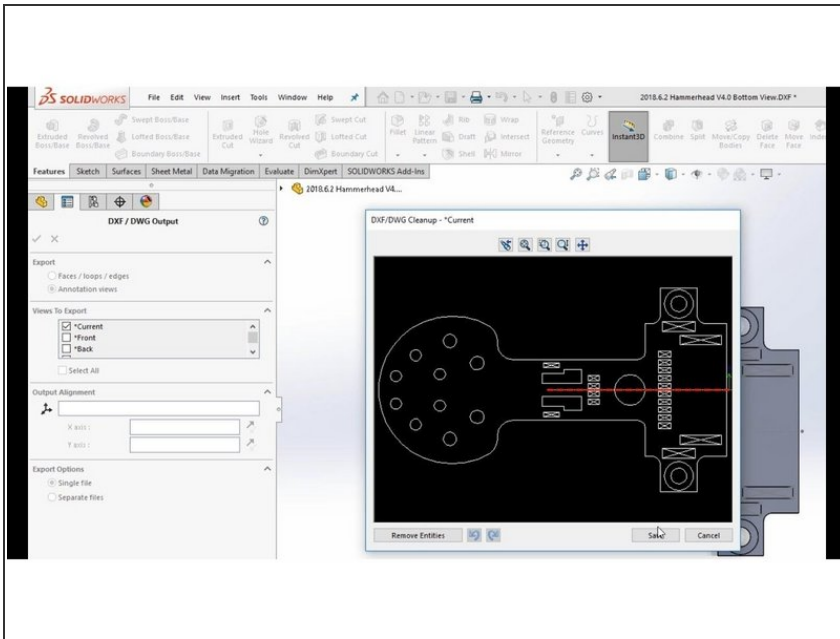 SOLIDWORKS File Edit View Insert Tools Window Help 2018.6.2 Hammerhead V4.0 Bottom View.DXF *
Extruded Boss/Base
Revolved Boss/Base
Swept Boss/Base
Lofted Boss/Base
Boundary Boss/Base
Extruded Cut
Hole Wizard
Revolved Cut
Swept Cut
Lofted Cut
Boundary Cut
Fillet
Linear Pattern
Rib
Draft
Shell
Wrap
Intersect
Mirror
Reference Geometry
Curves
Instant3D
Combine
Split
Move/Copy Bodies
Delete Face
Move Face
Features Sketch Surfaces Sheet Metal Data Migration Evaluate DimXpert SOLIDWORKS Add-Ins
2018.6.2 Hammerhead V4....
DXF / DWG Output
Export
Faces / loops / edges
Annotation views
Views To Export
*Current
*Front
*Back
Select All
Output Alignment
X axis :
Y axis :
Export Options
Single file
Separate files
DXF/DWG Cleanup - *Current
Remove Entities Save Cancel